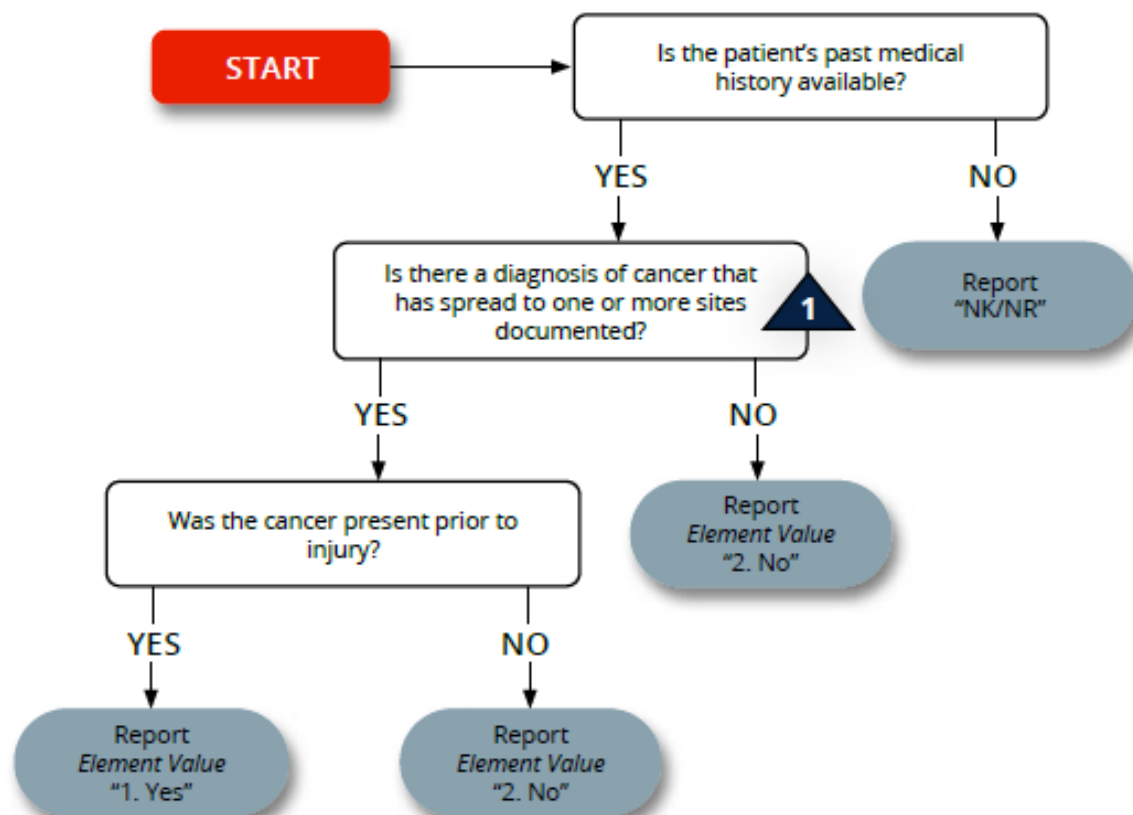 START
Is the patient’s past medical
history available?
YES
NO
Is there a diagnosis of cancer that
has spread to one or more sites
documented?
1
Report
“NK/NR”
YES
NO
Was the cancer present prior to
injury?
Report
Element Value
“2. No”
YES
NO
Report
Element Value
“1. Yes”
Report
Element Value
“2. No”